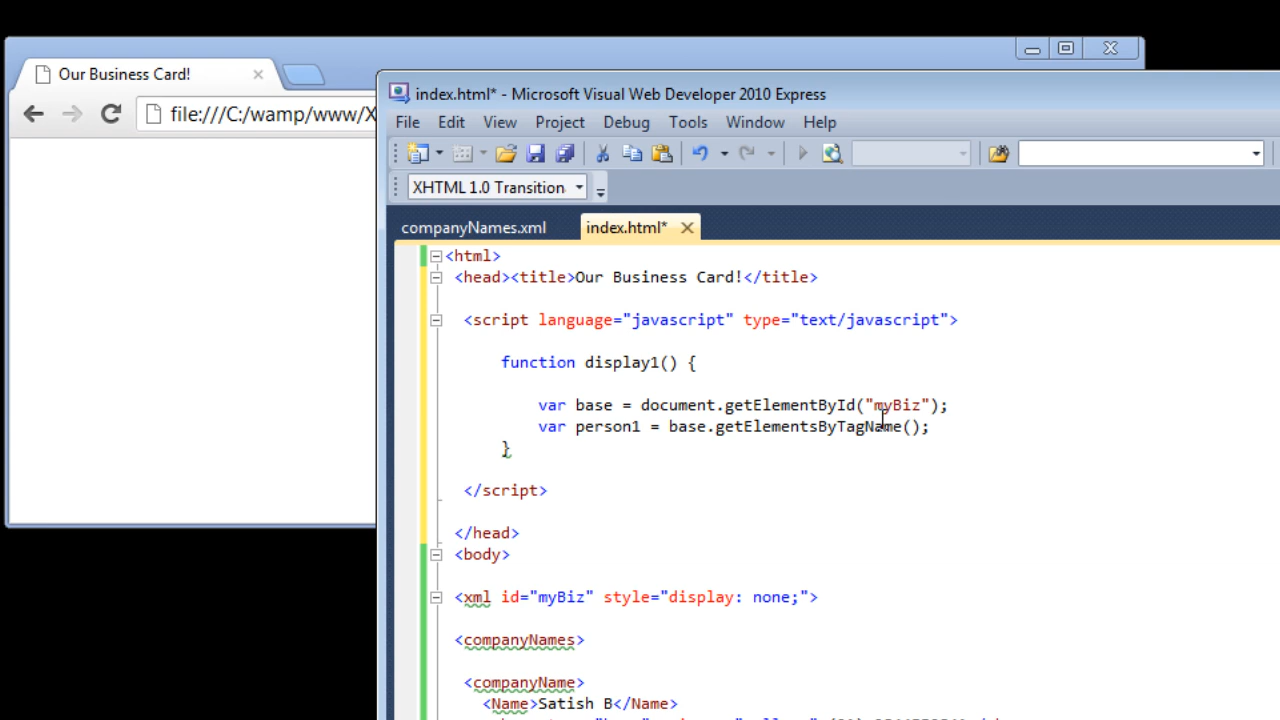 Our Business Card!
file:///C:/wamp/www/X
index.html* - Microsoft Visual Web Developer 2010 Express
File Edit View Project Debug Tools Window Help
XHTML 1.0 Transition
companyNames.xml index.html*
<html>
<head><title>Our Business Card!</title>
<script language="javascript" type="text/javascript">
function display1() {
var base = document.getElementById("myBiz");
var person1 = base.getElementsByTagName();
}
</script>
</head>
<body>
<xml id="myBiz" style="display: none;">
<companyNames>
<companyName>
<Name>Satish B</Name>